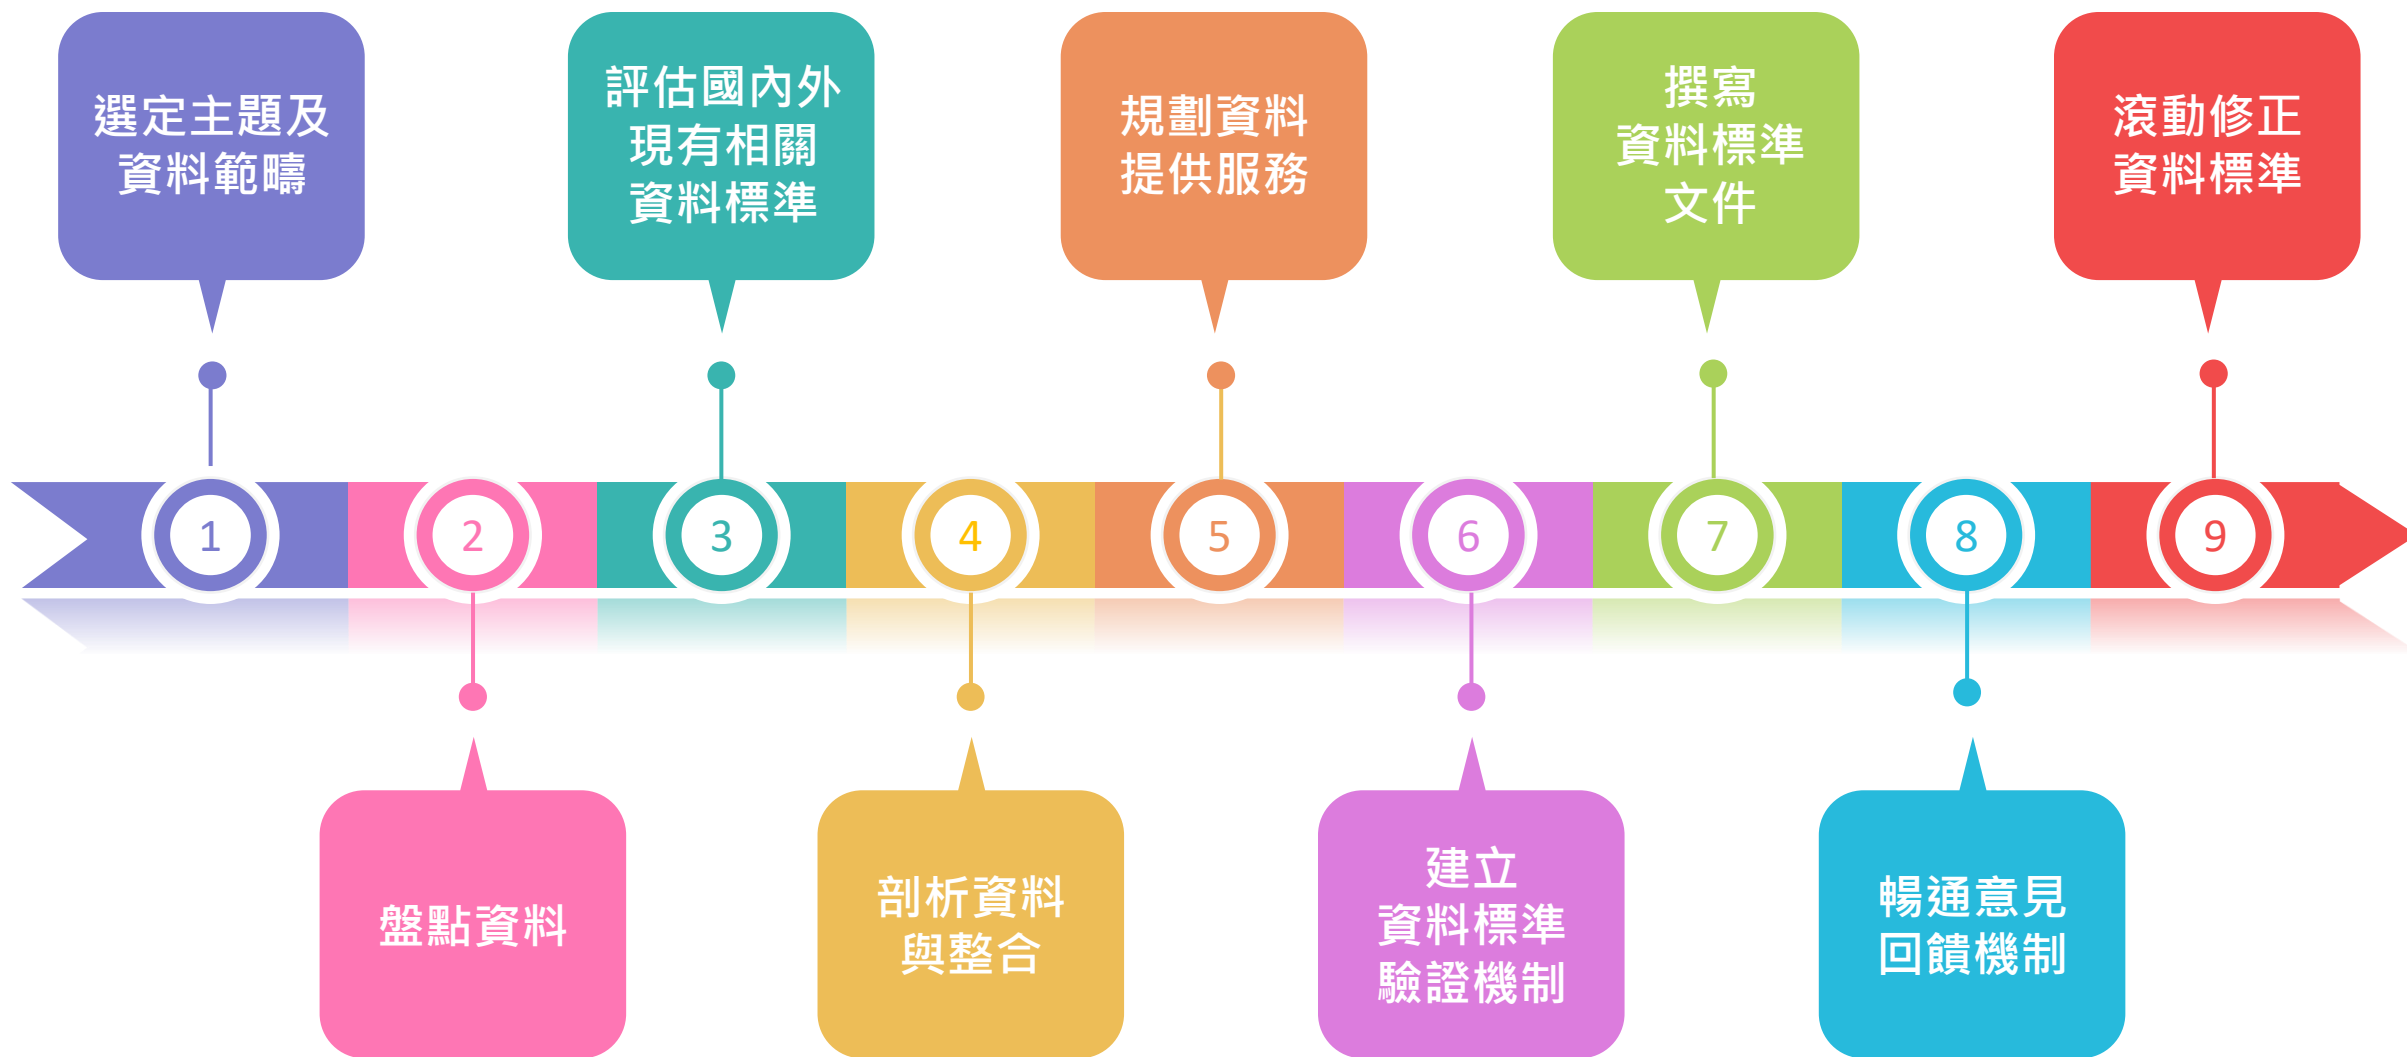 選定主題及
資料範疇
評估國內外
現有相關
資料標準
規劃資料
提供服務
撰寫
資料標準
文件
滾動修正
資料標準
1
2
3
4
5
6
7
8
9
盤點資料
剖析資料
與整合
建立
資料標準
驗證機制
暢通意見
回饋機制